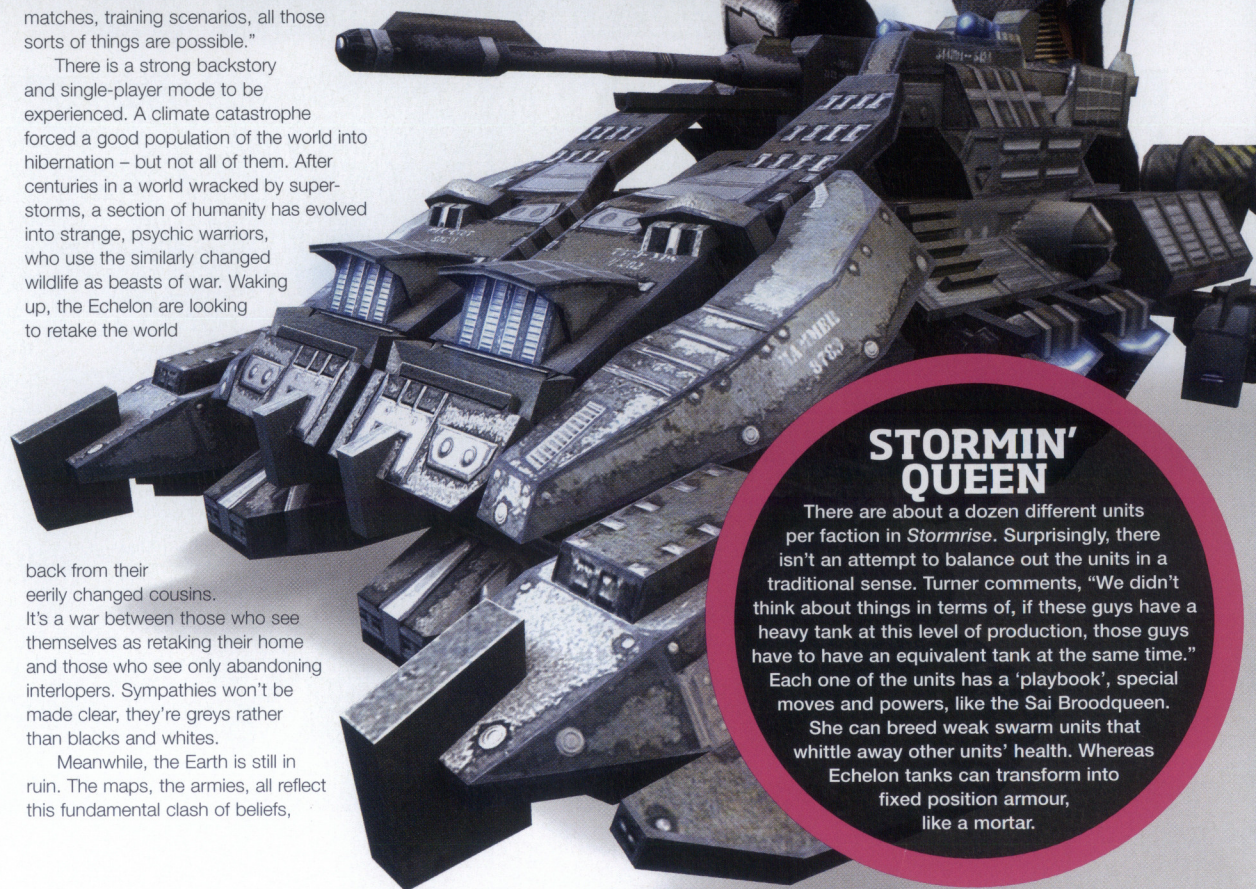 matches, training scenarios, all those
sorts of things are possible.”
There is a strong backstory
and single-player mode to be
experienced. A climate catastrophe
forced a good population of the world into
hibernation – but not all of them. After
centuries in a world wracked by super-
storms, a section of humanity has evolved
into strange, psychic warriors,
who use the similarly changed
wildlife as beasts of war. Waking
up, the Echelon are looking
to retake the world
back from their
eerily changed cousins.
It’s a war between those who see
themselves as retaking their home
and those who see only abandoning
interlopers. Sympathies won’t be
made clear, they’re greys rather
than blacks and whites.
Meanwhile, the Earth is still in
ruin. The maps, the armies, all reflect
this fundamental clash of beliefs,
STORMIN’
QUEEN
There are about a dozen different units
per faction in Stormrise. Surprisingly, there
isn’t an attempt to balance out the units in a
traditional sense. Turner comments, “We didn’t
think about things in terms of, if these guys have a
heavy tank at this level of production, those guys
have to have an equivalent tank at the same time.”
Each one of the units has a ‘playbook’, special
moves and powers, like the Sai Broodqueen.
She can breed weak swarm units that
whittle away other units’ health. Whereas
Echelon tanks can transform into
fixed position armour,
like a mortar.